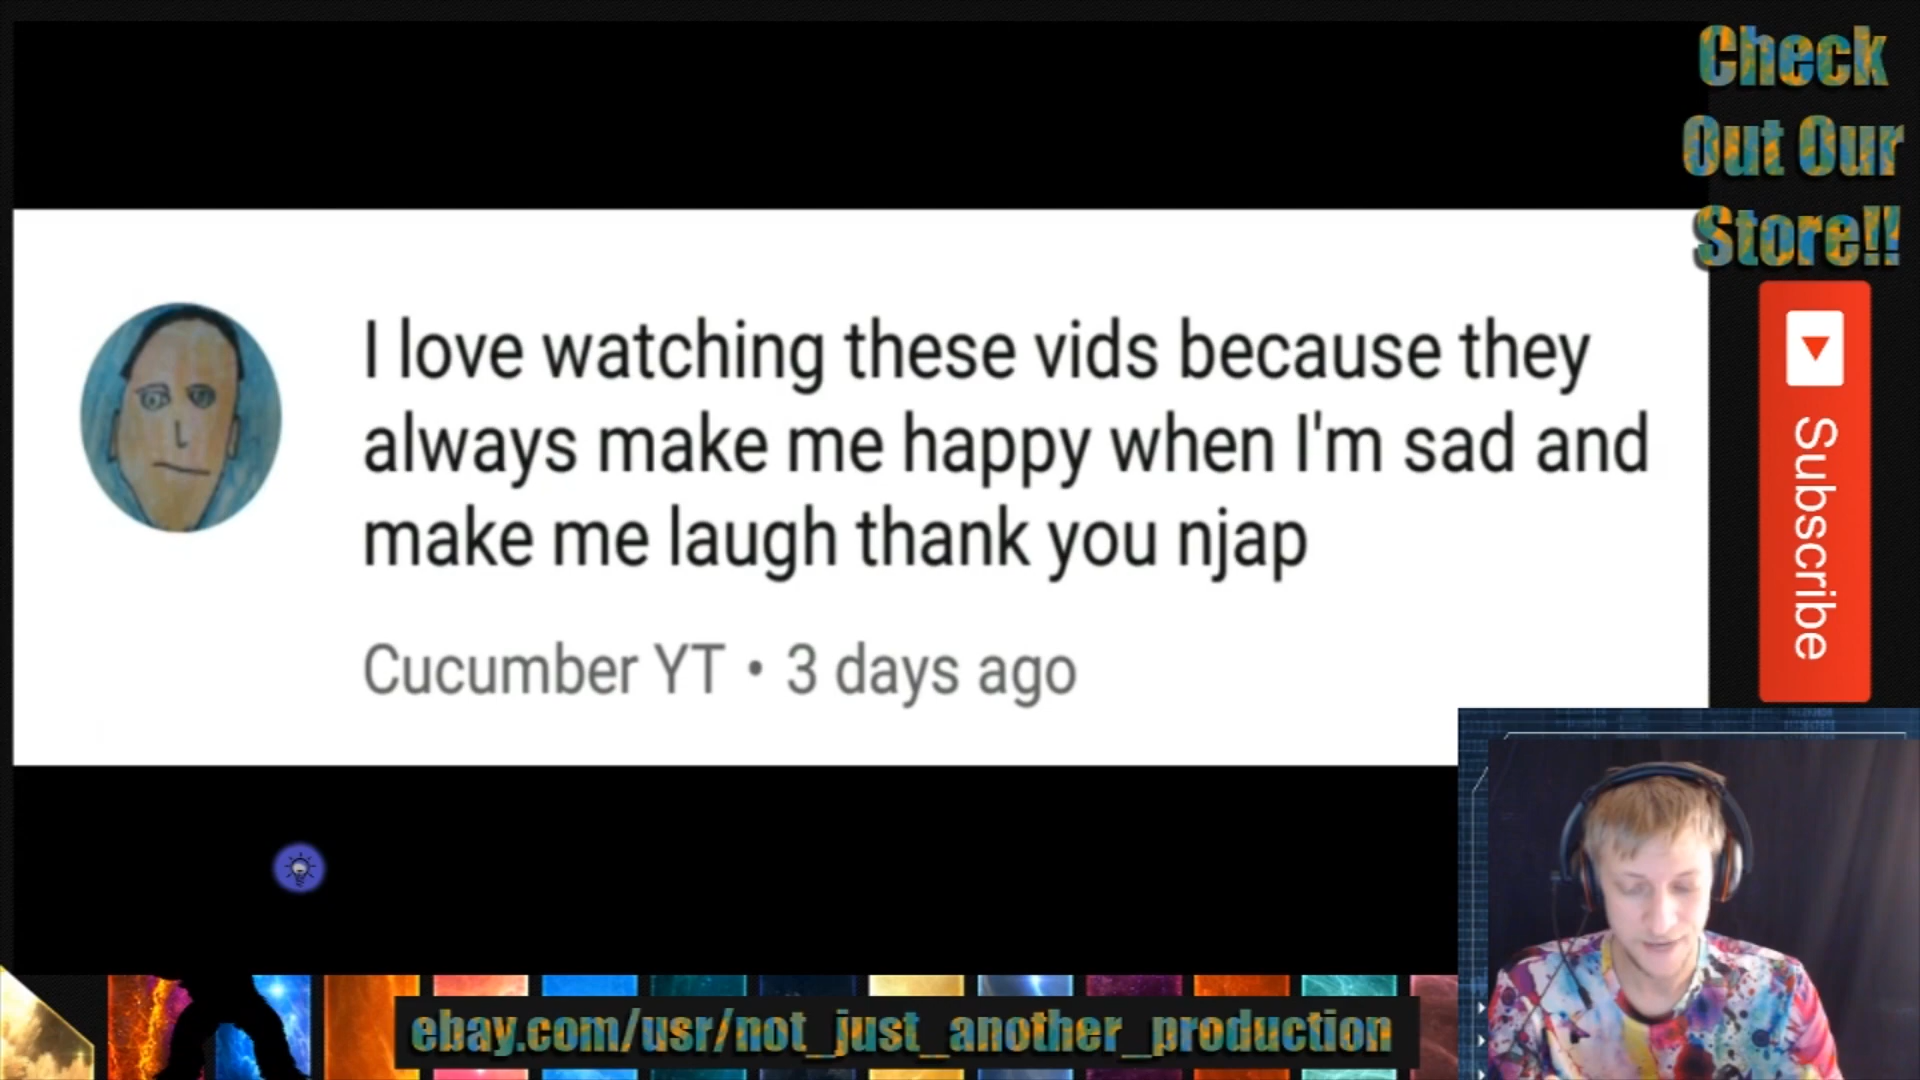 Check
Out Our
Store!!
I love watching these vids because they
always make me happy when I'm sad and
make me laugh thank you njap
Cucumber YT • 3 days ago
Subscribe
ebay.com/usr/not_just_another_production